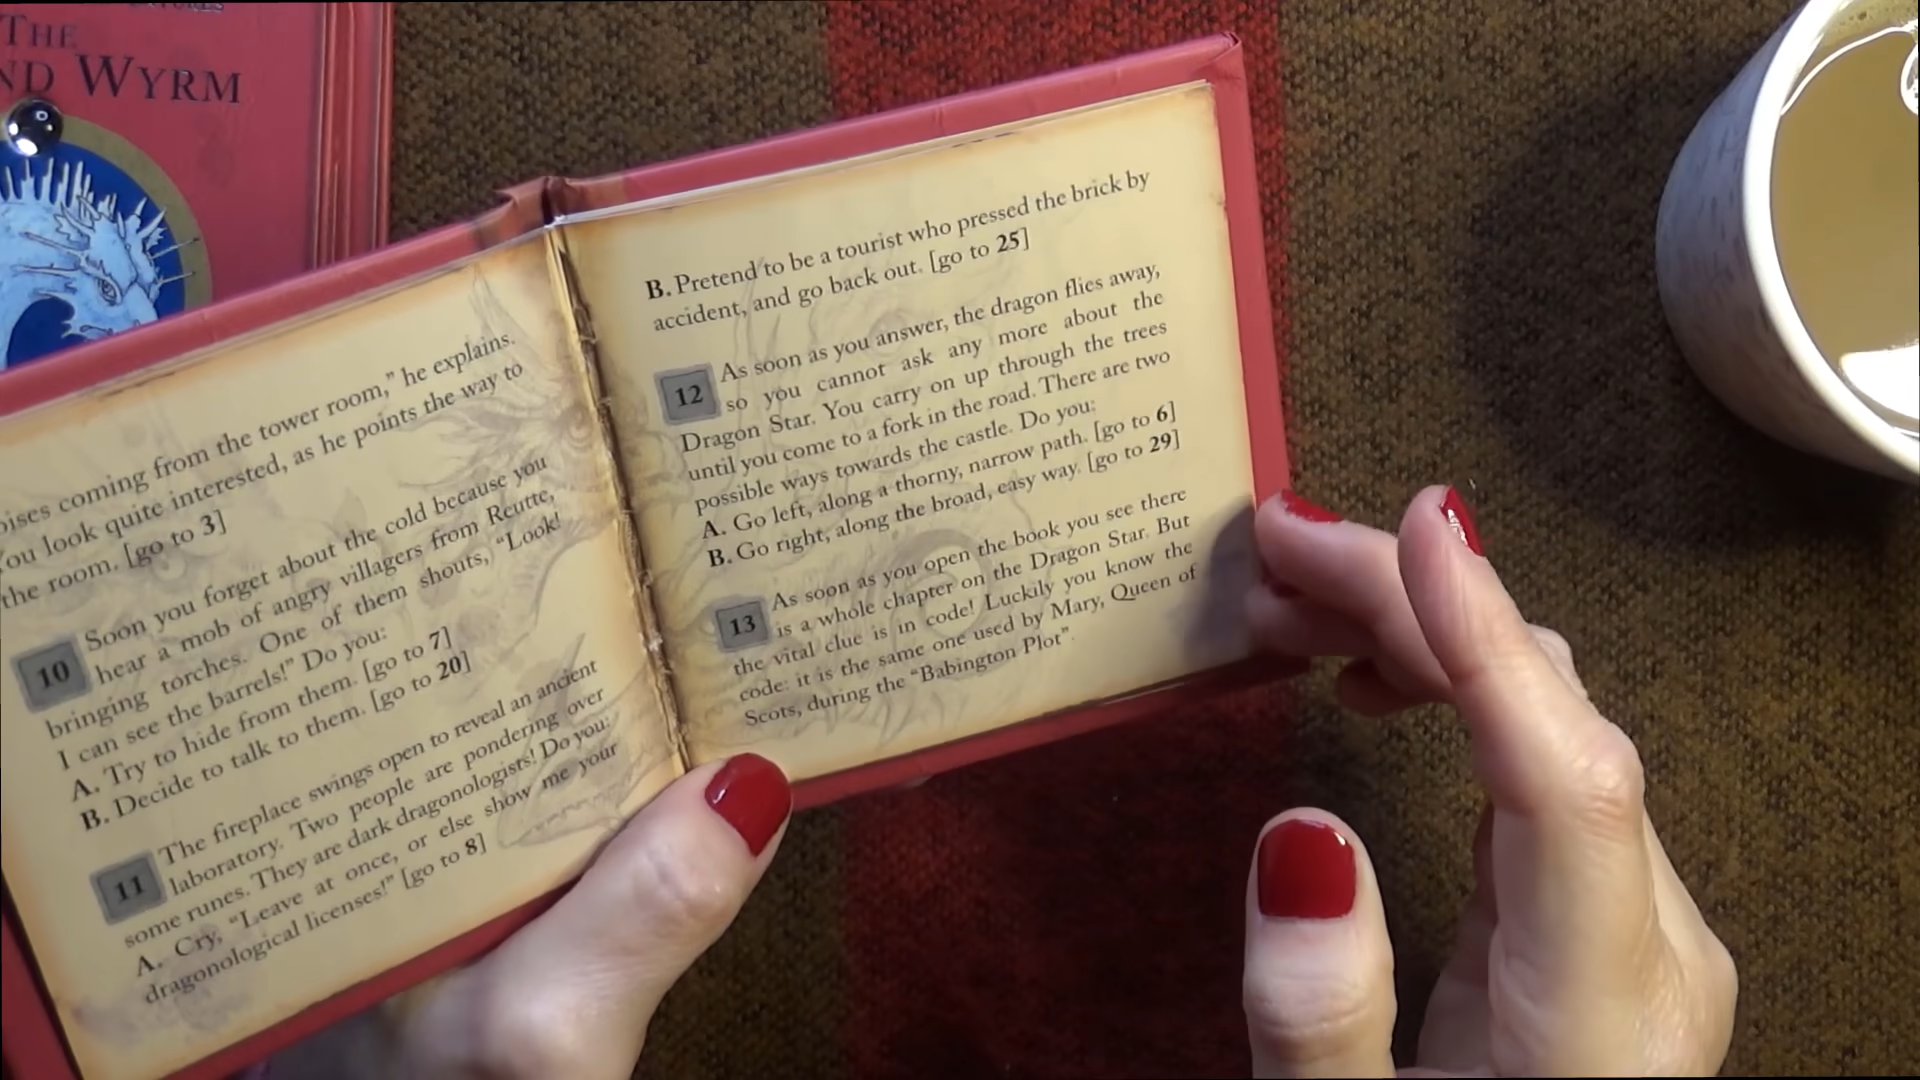 THE
ND WYRM
oises coming from the tower room," he explains.
You look quite interested, as he points the way to
the room. [go to 3]
10 Soon you forget about the cold because you
hear a mob of angry villagers from Reutte,
bringing torches. One of them shouts, "Look!
I can see the barrels!" Do you:
A. Try to hide from them. [go to 7]
B. Decide to talk to them. [go to 20]
11 The fireplace swings open to reveal an ancient
laboratory. Two people are pondering over
some runes. They are dark dragonologists! Do you:
A. Cry, "Leave at once, or else show me your
dragonological licenses!" [go to 8]
B. Pretend to be a tourist who pressed the brick by
accident, and go back out. [go to 25]
12 As soon as you answer, the dragon flies away,
so you cannot ask any more about the
Dragon Star. You carry on up through the trees
until you come to a fork in the road. There are two
possible ways towards the castle. Do you:
A. Go left, along a thorny, narrow path. [go to 6]
B. Go right, along the broad, easy way. [go to 29]
13 As soon as you open the book you see there
is a whole chapter on the Dragon Star. But
the vital clue is in code! Luckily you know the
code: it is the same one used by Mary, Queen of
Scots, during the "Babington Plot".